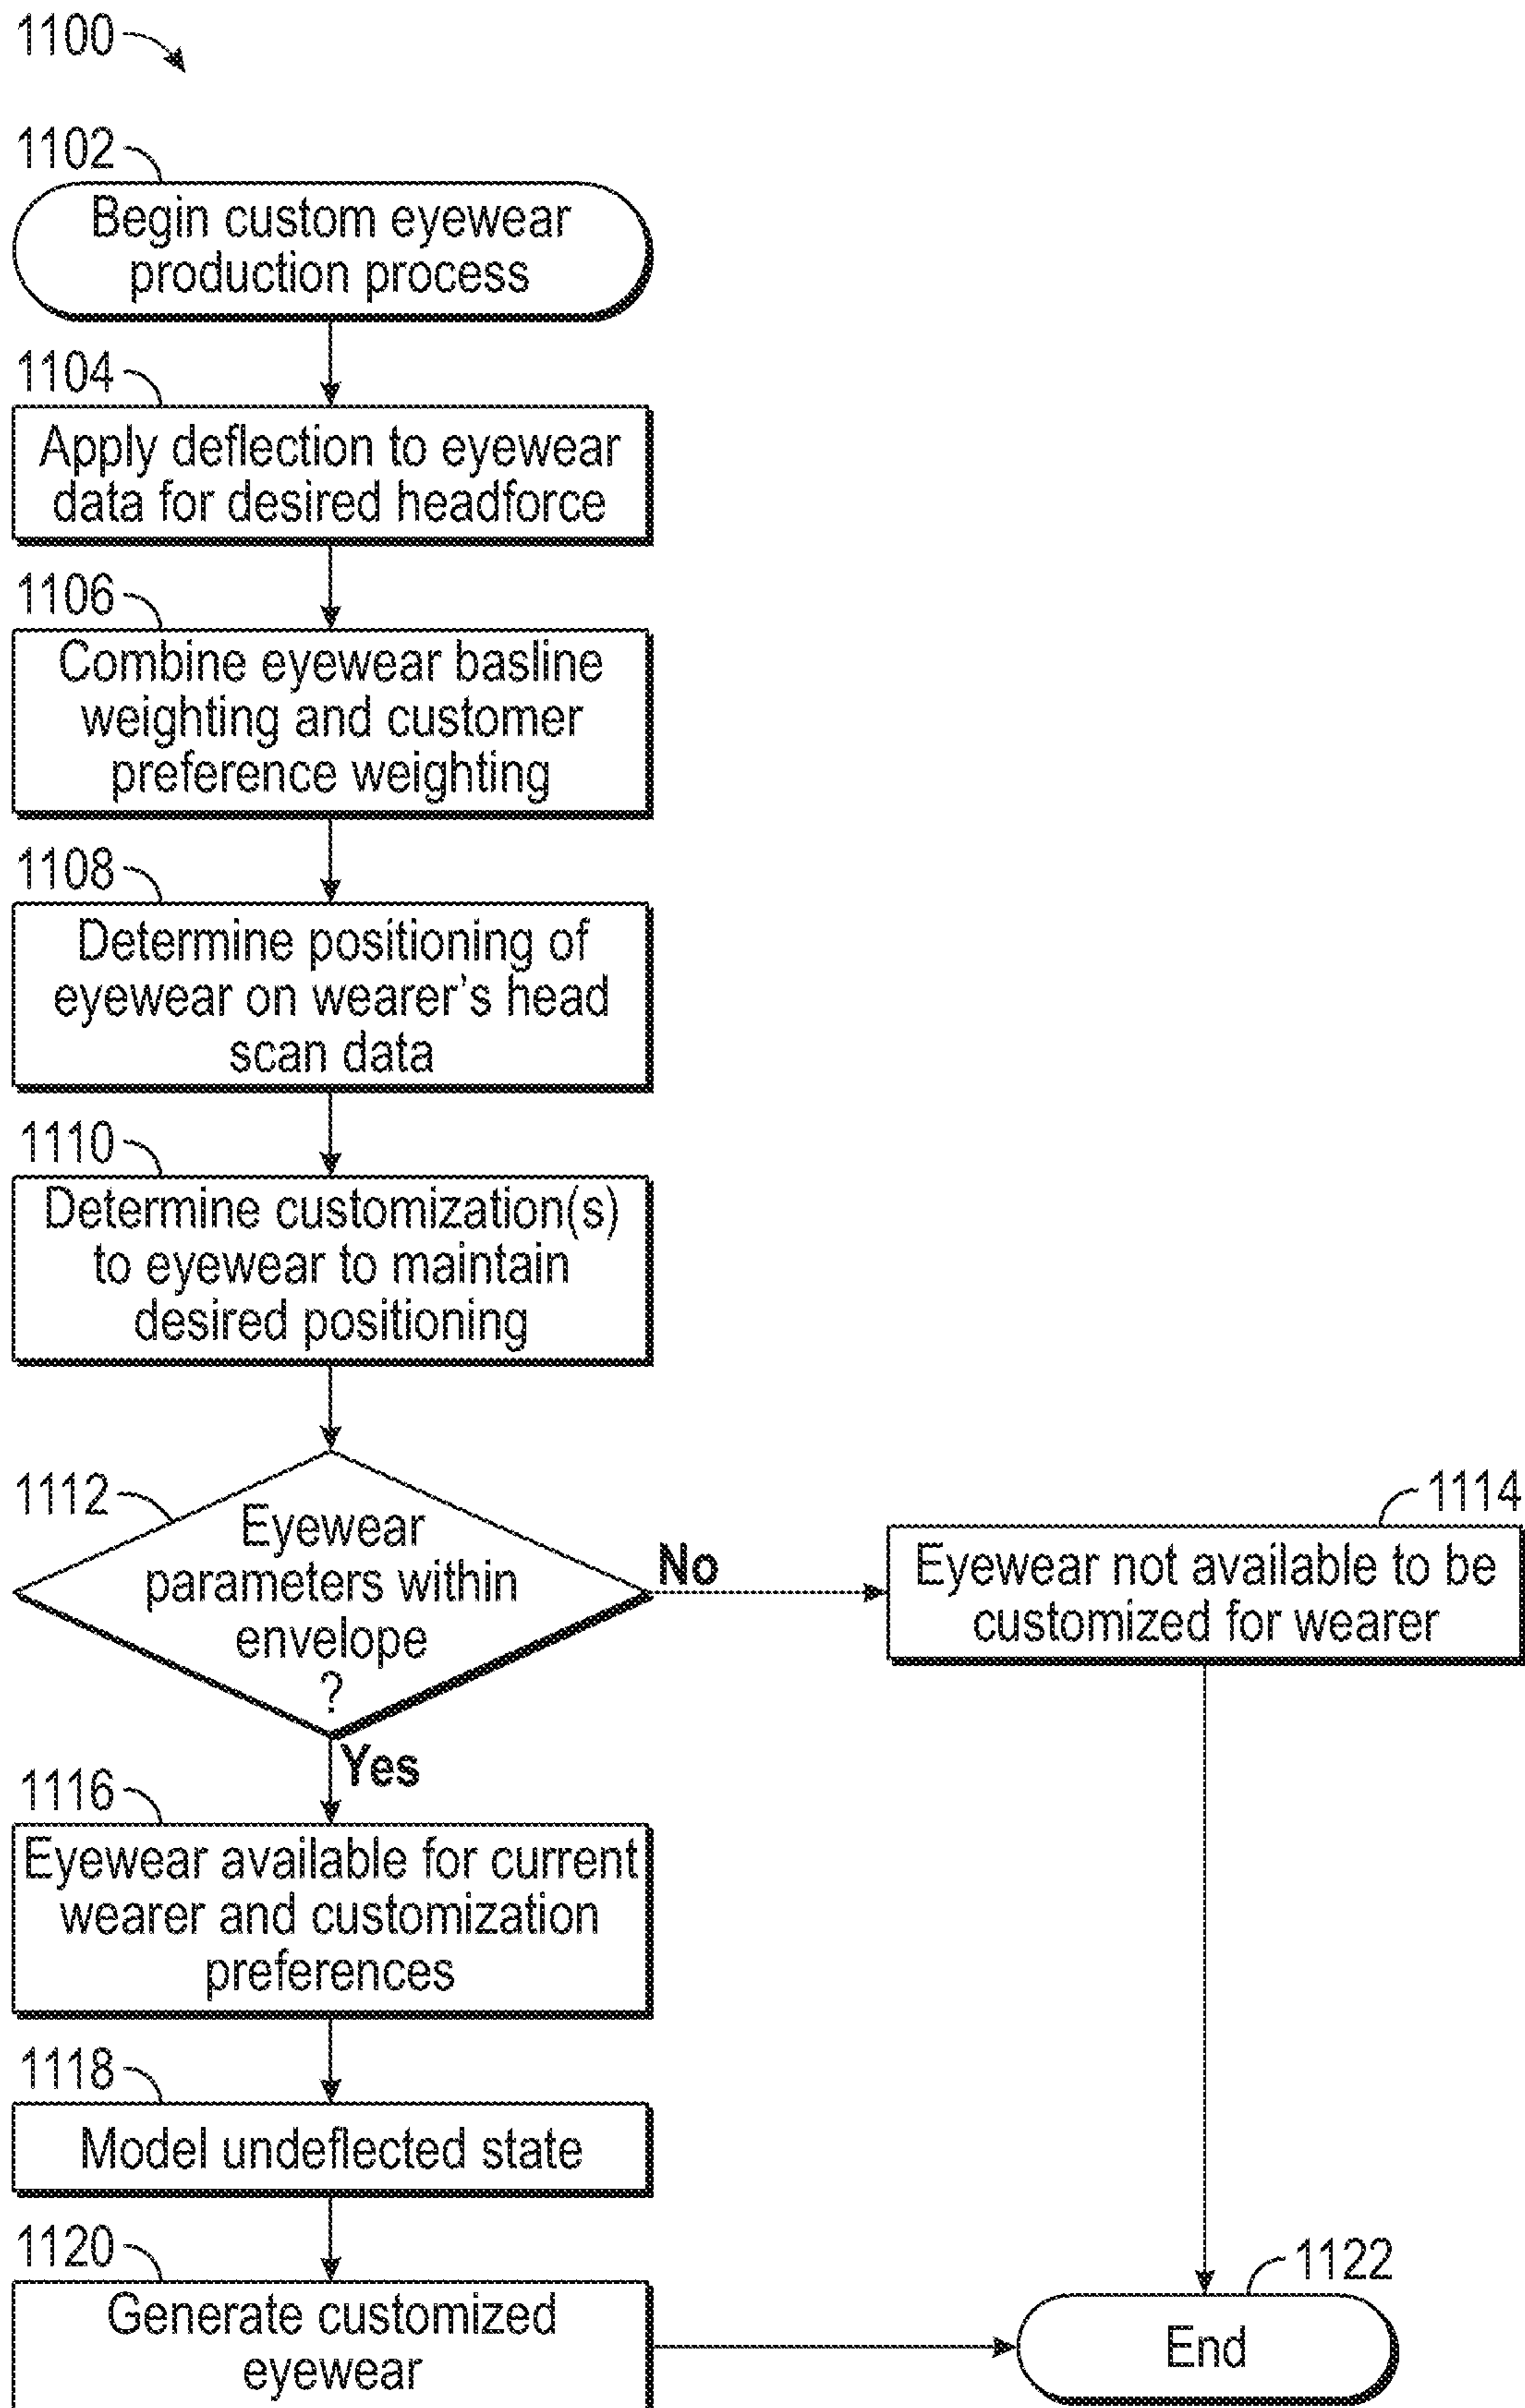 1100
1102
Begin custom eyewear
production process
1104
Apply deflection to eyewear
data for desired headforce
1106
Combine eyewear basline
weighting and customer
preference weighting
1108
Determine positioning of
eyewear on wearer's head
scan data
1110
Determine customization(s)
to eyewear to maintain
desired positioning
1112
Eyewear
parameters within
envelope
?
No
1114
Eyewear not available to be
customized for wearer
Yes
1116
Eyewear available for current
wearer and customization
preferences
1118
Model undeflected state
1120
Generate customized
eyewear
1122
End